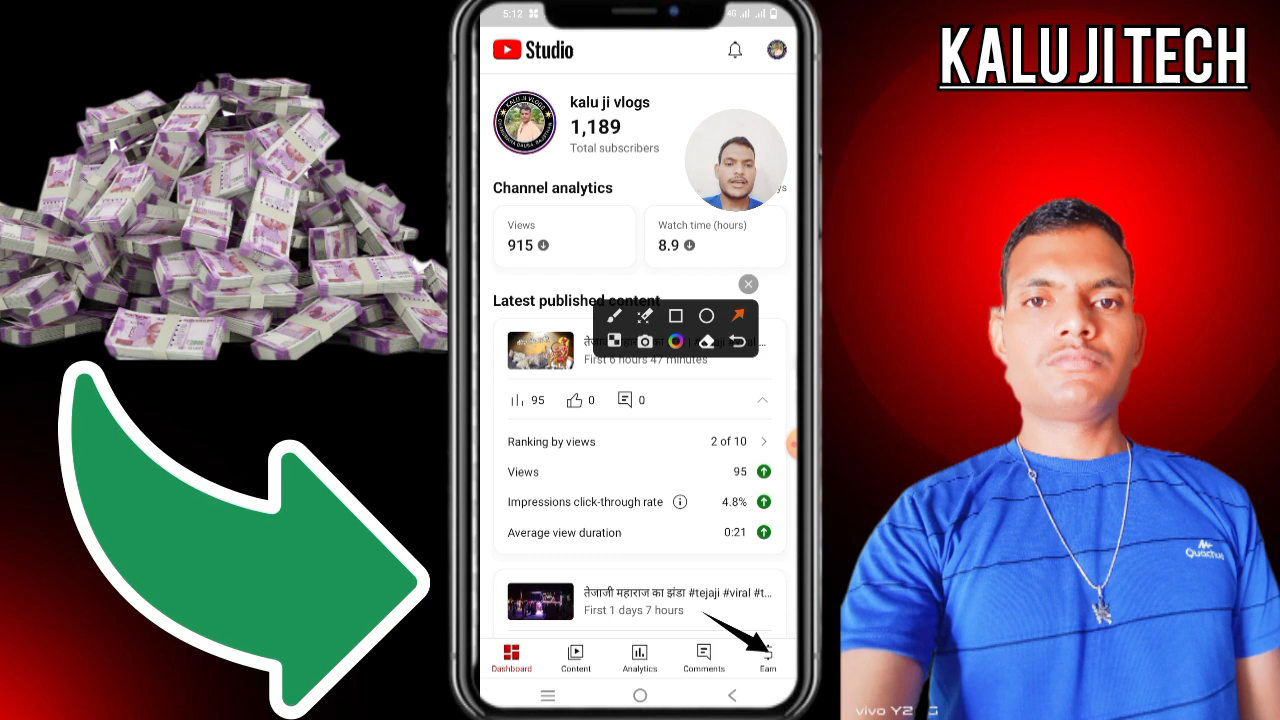 KALU JI TECH
5:12
4G
Studio
kalu ji vlogs
1,189
Total subscribers
Channel analytics
Views
915
Watch time (hours)
8.9
Latest published content
First 6 hours 47 minutes
95
0
0
Ranking by views
2 of 10
Views
95
Impressions click-through rate
4.8%
Average view duration
0:21
तेजाजी महाराज का झंडा #tejaji #viral #t...
First 1 days 7 hours
Dashboard
Content
Analytics
Comments
Earn
vivo